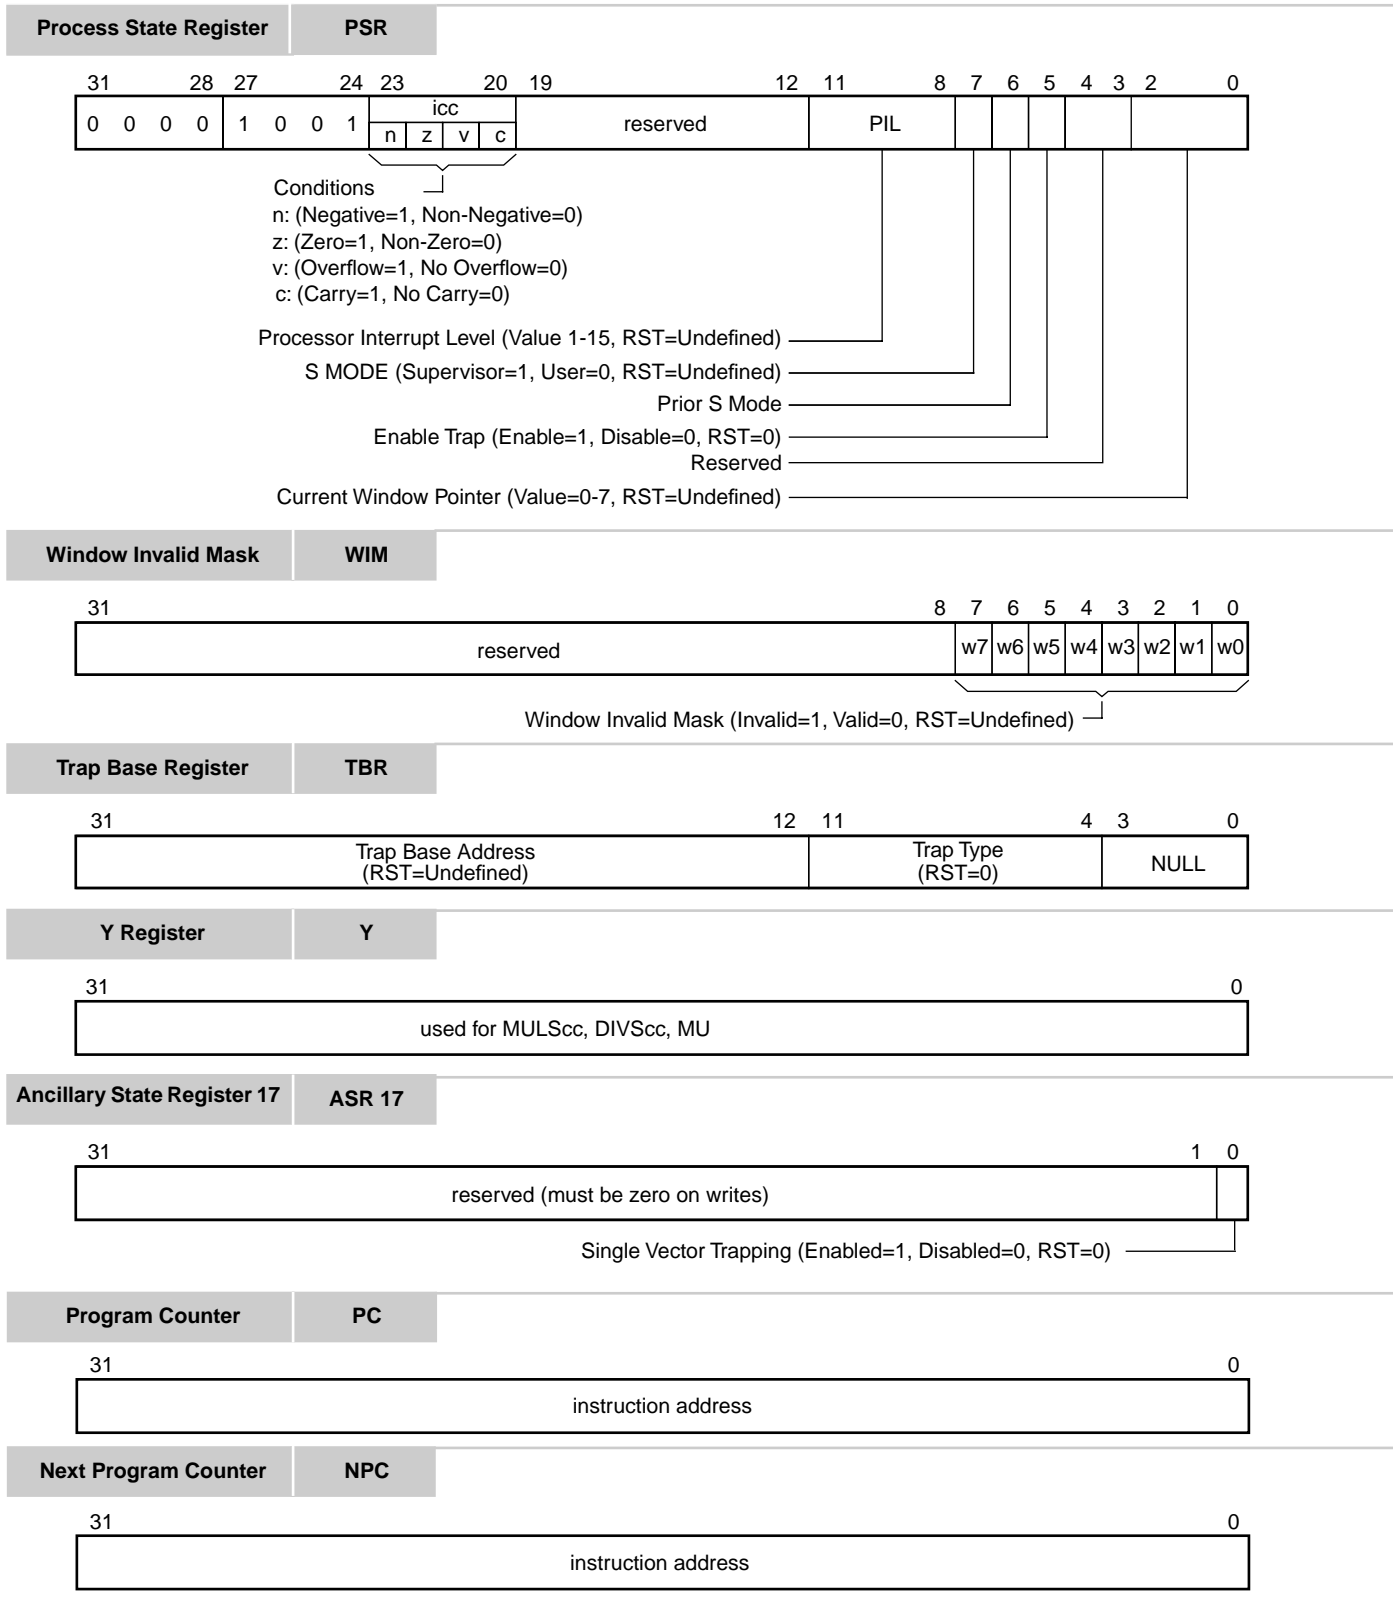 Process State Register PSR
31 28 27 24 23 20 19 12 11 8 7 6 5 4 3 2 0
0 0 0 0 1 0 0 1 icc reserved PIL
n z v c
Conditions
n: (Negative=1, Non-Negative=0)
z: (Zero=1, Non-Zero=0)
v: (Overflow=1, No Overflow=0)
c: (Carry=1, No Carry=0)
Processor Interrupt Level (Value 1-15, RST=Undefined)
S MODE (Supervisor=1, User=0, RST=Undefined)
Prior S Mode
Enable Trap (Enable=1, Disable=0, RST=0)
Reserved
Current Window Pointer (Value=0-7, RST=Undefined)
Window Invalid Mask WIM
31 8 7 6 5 4 3 2 1 0
reserved w7 w6 w5 w4 w3 w2 w1 w0
Window Invalid Mask (Invalid=1, Valid=0, RST=Undefined)
Trap Base Register TBR
31 12 11 4 3 0
Trap Base Address Trap Type NULL
(RST=Undefined) (RST=0)
Y Register Y
31 0
used for MULScc, DIVScc, MU
Ancillary State Register 17 ASR 17
31 1 0
reserved (must be zero on writes)
Single Vector Trapping (Enabled=1, Disabled=0, RST=0)
Program Counter PC
31 0
instruction address
Next Program Counter NPC
31 0
instruction address